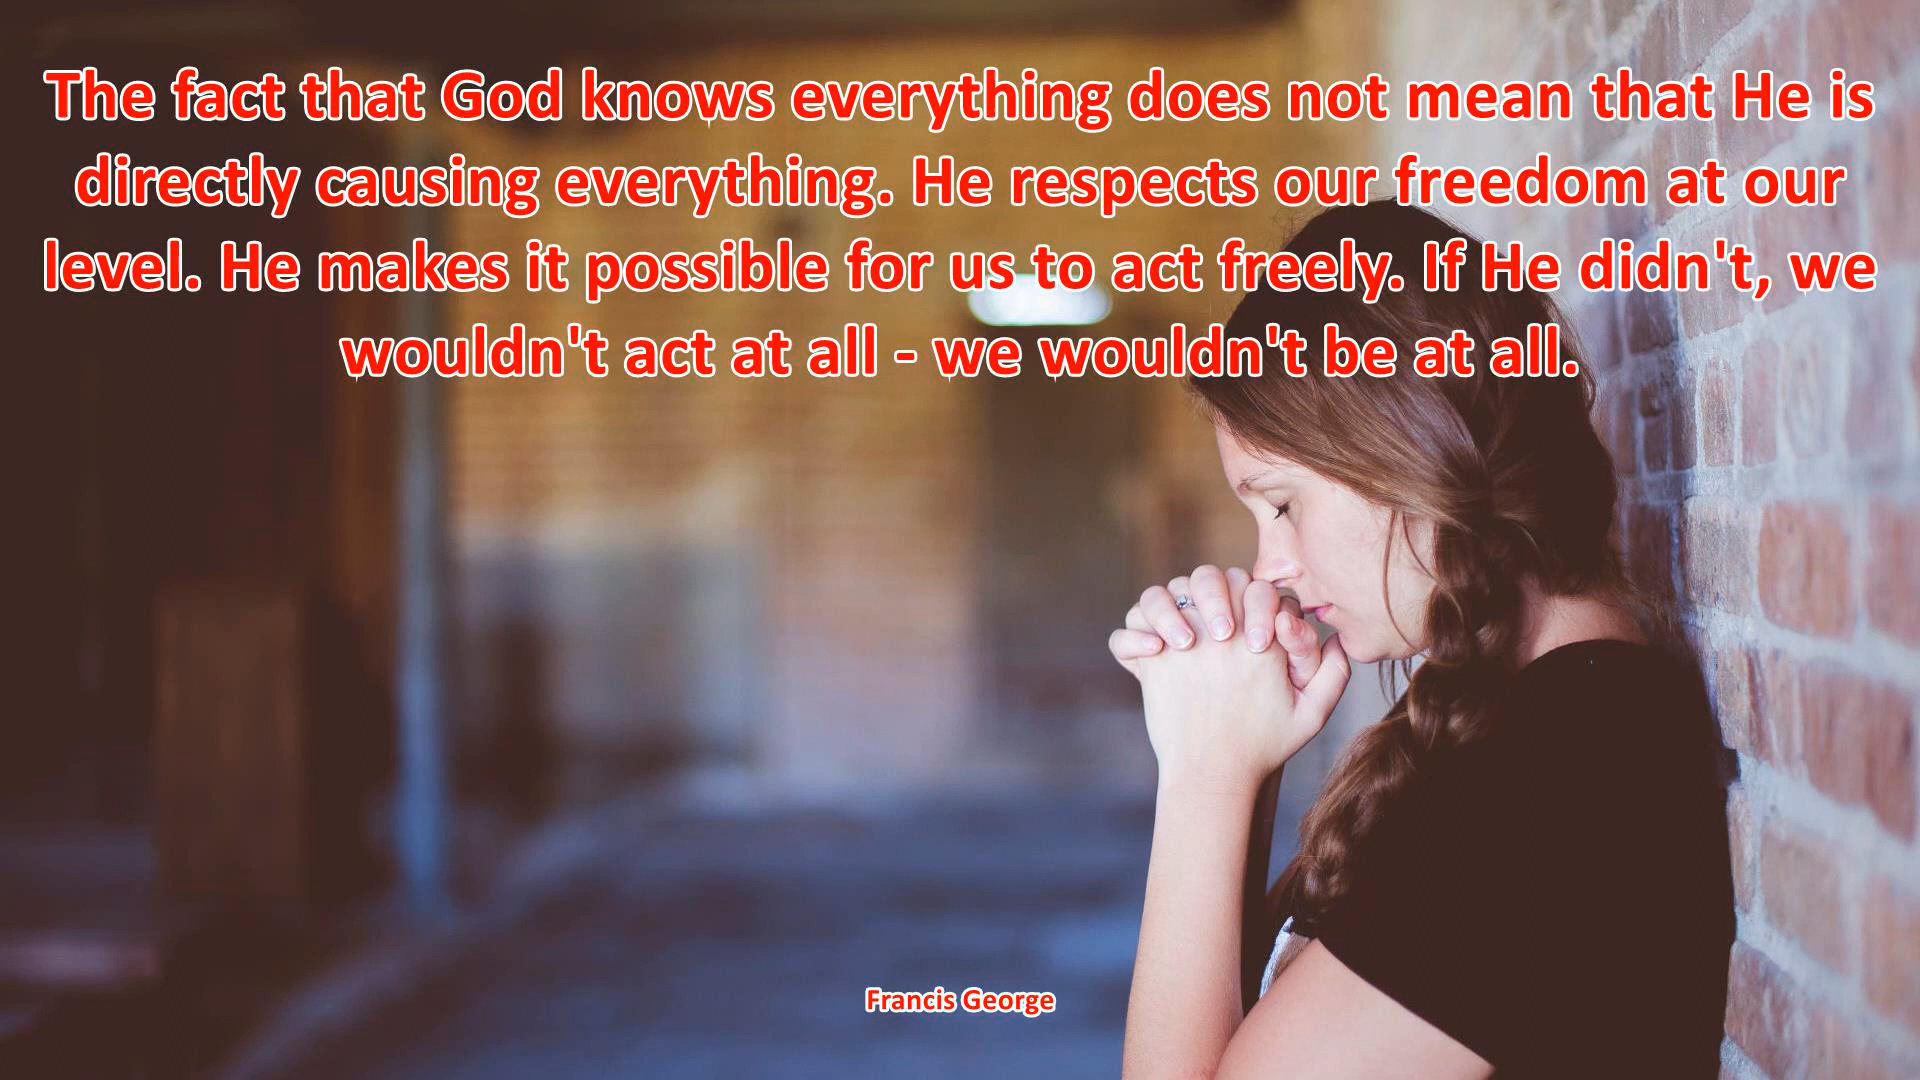 The fact that God knows everything does not mean that He is
directly causing everything. He respects our freedom at our
level. He makes it possible for us to act freely. If He didn't, we
wouldn't act at all - we wouldn't be at all.
Francis George